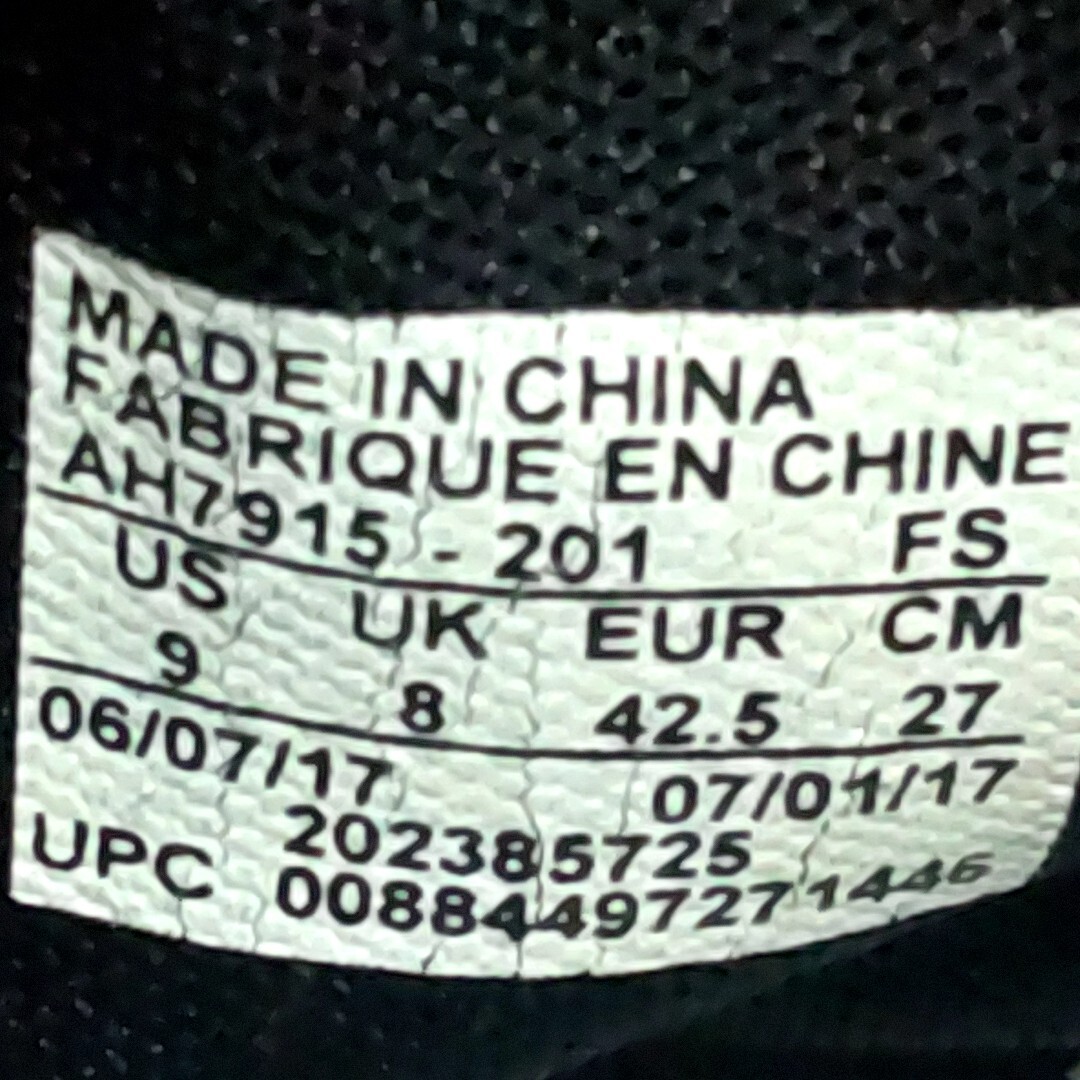 MADE IN CHINA
FABRIQUE EN CHINE
AH7915 - 201 FS
US UK EUR CM
9 8 42.5 27
06/07/17 07/01/17
202385725
UPC 00884497271446